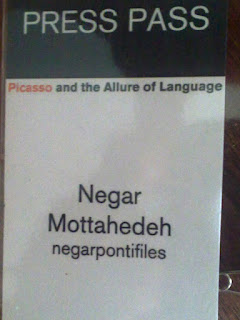 PRESS PASS
Picasso and the Allure of Language
Negar
Mottahedeh
negarpontifiles